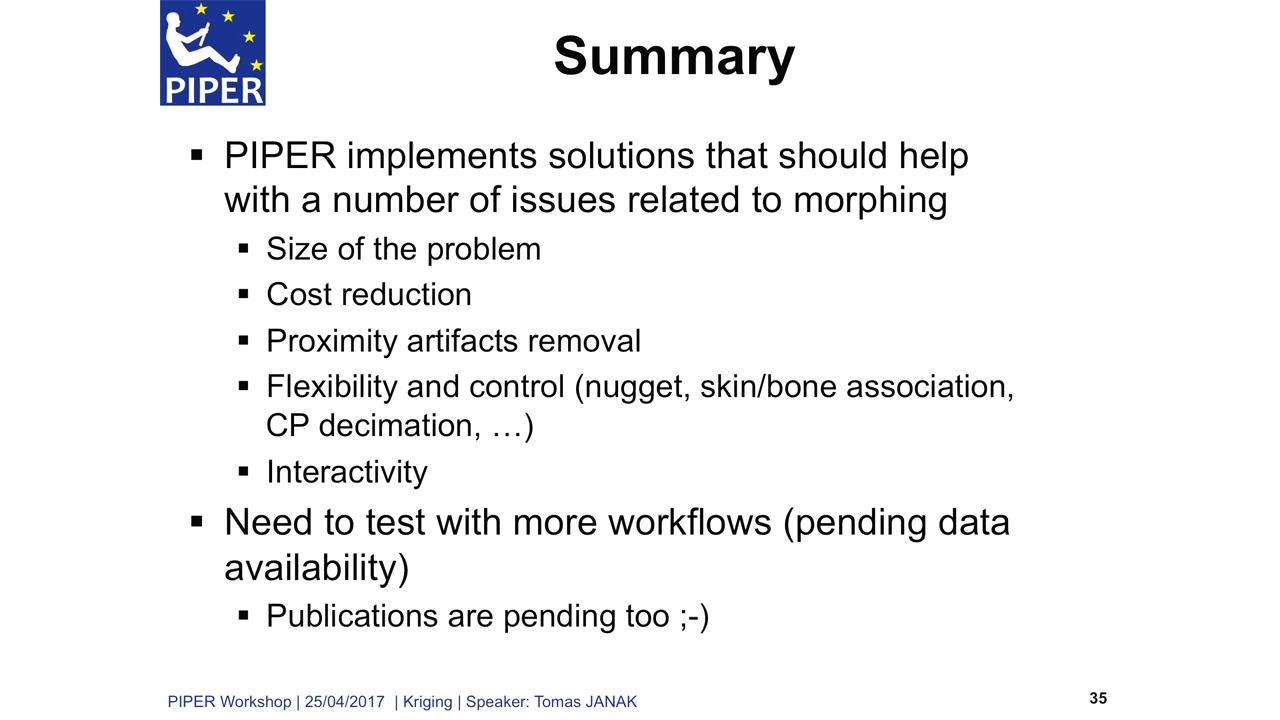 PIPER
Summary
▪ PIPER implements solutions that should help
with a number of issues related to morphing
▪ Size of the problem
▪ Cost reduction
▪ Proximity artifacts removal
▪ Flexibility and control (nugget, skin/bone association,
CP decimation, …)
▪ Interactivity
▪ Need to test with more workflows (pending data
availability)
▪ Publications are pending too ;-)
PIPER Workshop | 25/04/2017 | Kriging | Speaker: Tomas JANAK
35